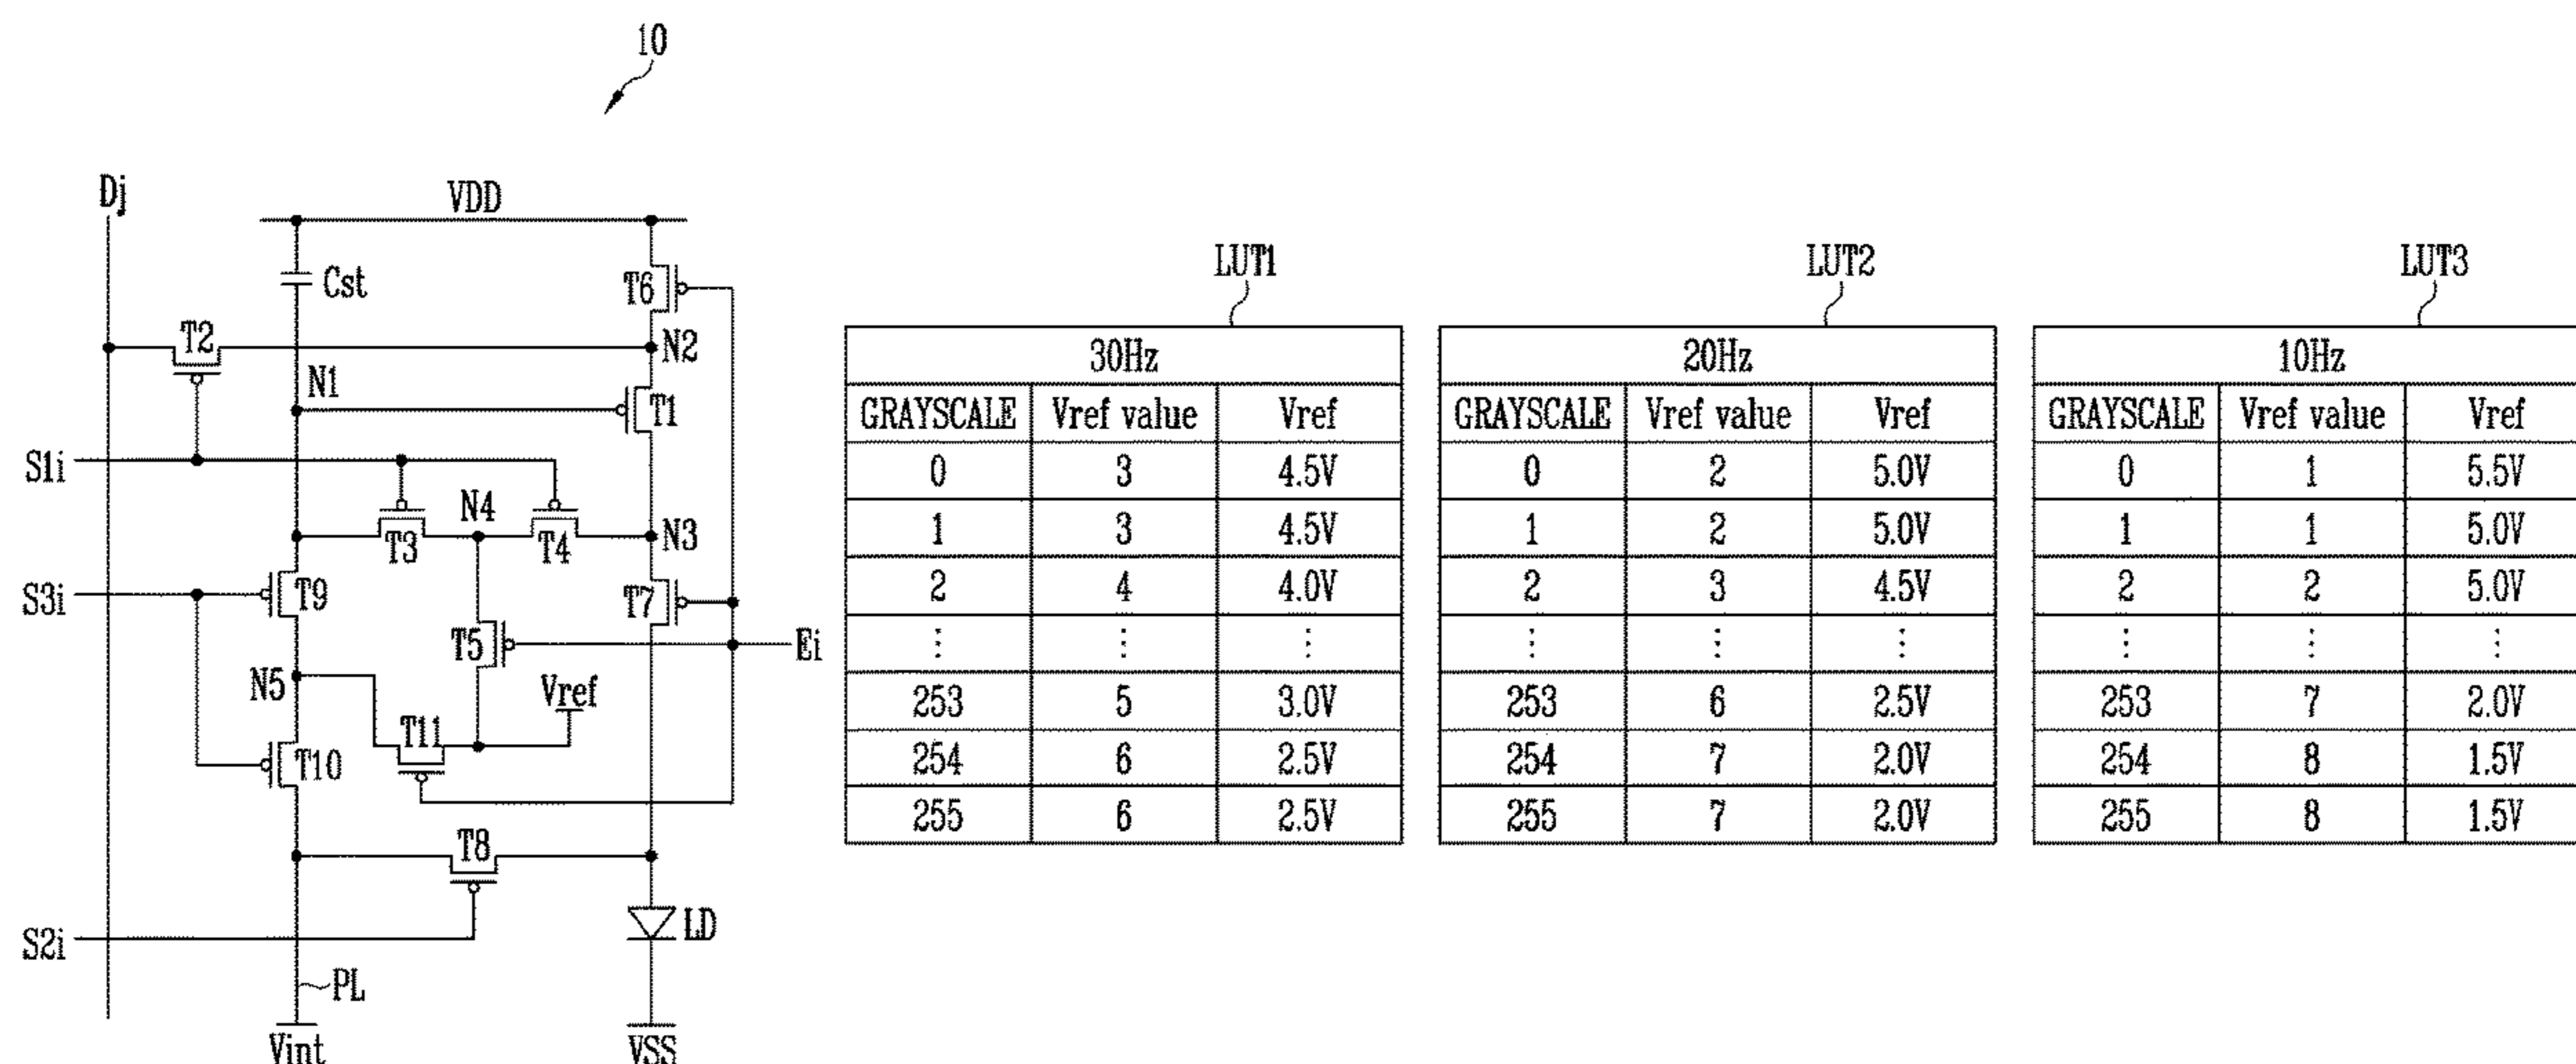 10
Dj
VDD
Cst
T6
T2
N2
N1
T1
S1i
N4
T3
T4
N3
S3i
T9
T7
T5
Ei
N5
Vref
T11
T10
T8
LD
S2i
PL
Vint
VSS
LUT1
30Hz
GRAYSCALE Vref value Vref
0 3 4.5V
1 3 4.5V
2 4 4.0V
⋮ ⋮ ⋮
253 5 3.0V
254 6 2.5V
255 6 2.5V
LUT2
20Hz
GRAYSCALE Vref value Vref
0 2 5.0V
1 2 5.0V
2 3 4.5V
⋮ ⋮ ⋮
253 6 2.5V
254 7 2.0V
255 7 2.0V
LUT3
10Hz
GRAYSCALE Vref value Vref
0 1 5.5V
1 1 5.0V
2 2 5.0V
⋮ ⋮ ⋮
253 7 2.0V
254 8 1.5V
255 8 1.5V